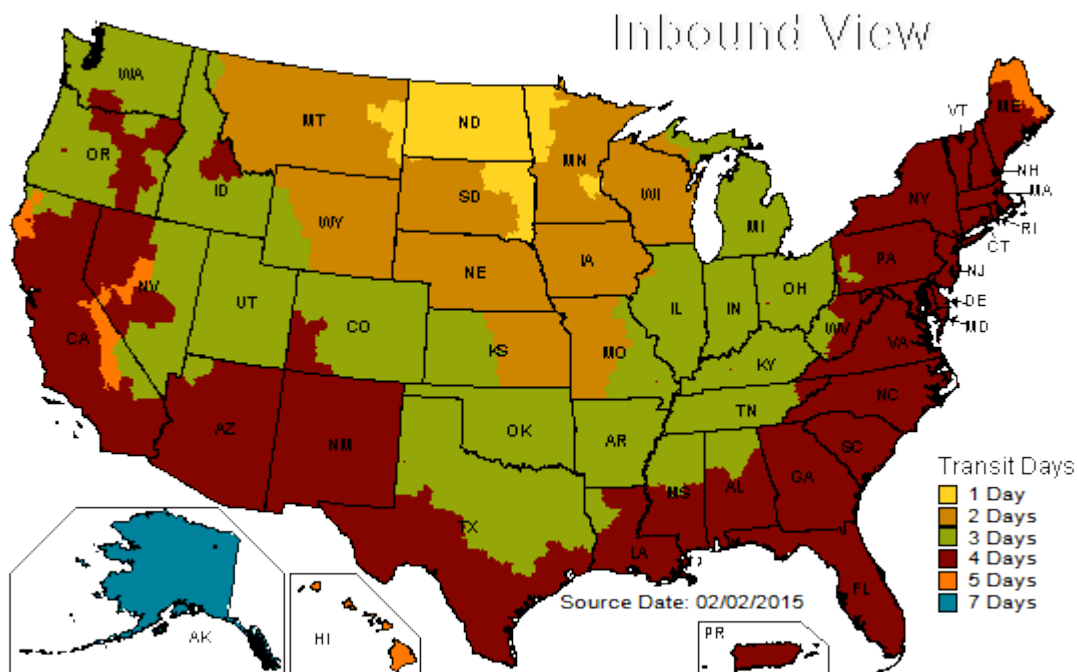 Inbound View
WA
MT
ND
MN
ME
VT
OR
ID
SD
WI
NH
MA
WY
MI
NY
RI
CT
NE
IA
PA
NJ
NV
UT
CO
IL
IN
OH
DE
MD
CA
KS
MO
WV
VA
KY
NC
TN
AZ
NM
OK
AR
SC
MS
AL
GA
TX
LA
FL
Transit Days
1 Day
2 Days
3 Days
4 Days
5 Days
7 Days
Source Date: 02/02/2015
AK
HI
PR